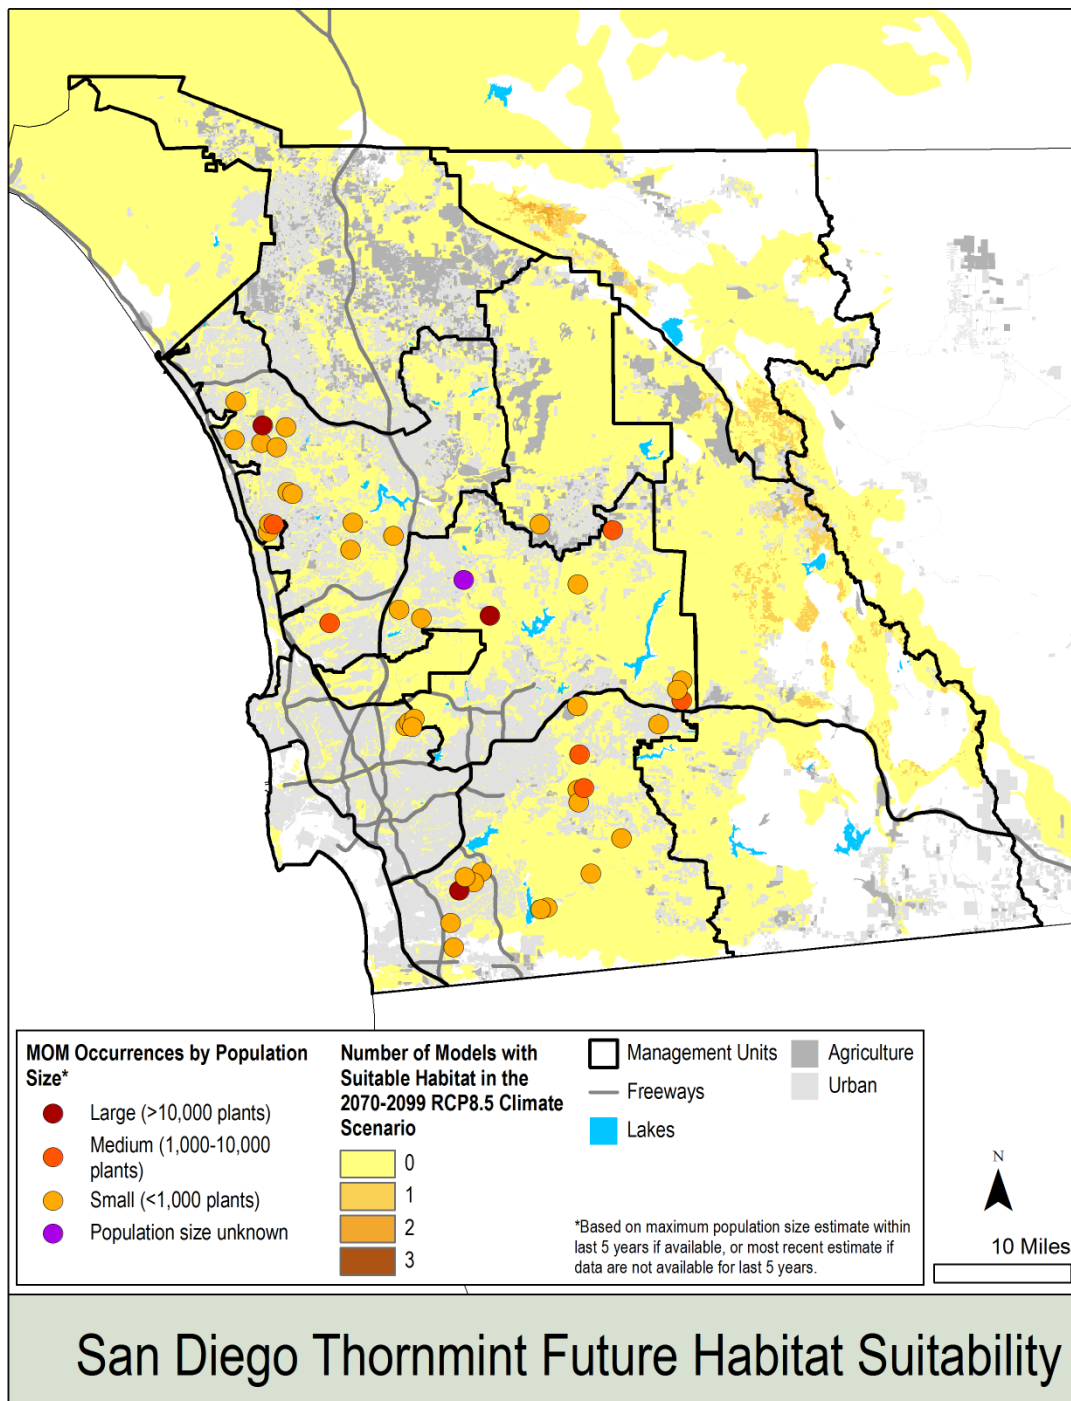 MOM Occurrences by Population
Size*
Large (>10,000 plants)
Medium (1,000-10,000
plants)
Small (<1,000 plants)
Population size unknown
Number of Models with
Suitable Habitat in the
2070-2099 RCP8.5 Climate
Scenario
0
1
2
3
Management Units
Freeways
Lakes
Agriculture
Urban
*Based on maximum population size estimate within
last 5 years if available, or most recent estimate if
data are not available for last 5 years.
N
10 Miles
San Diego Thornmint Future Habitat Suitability